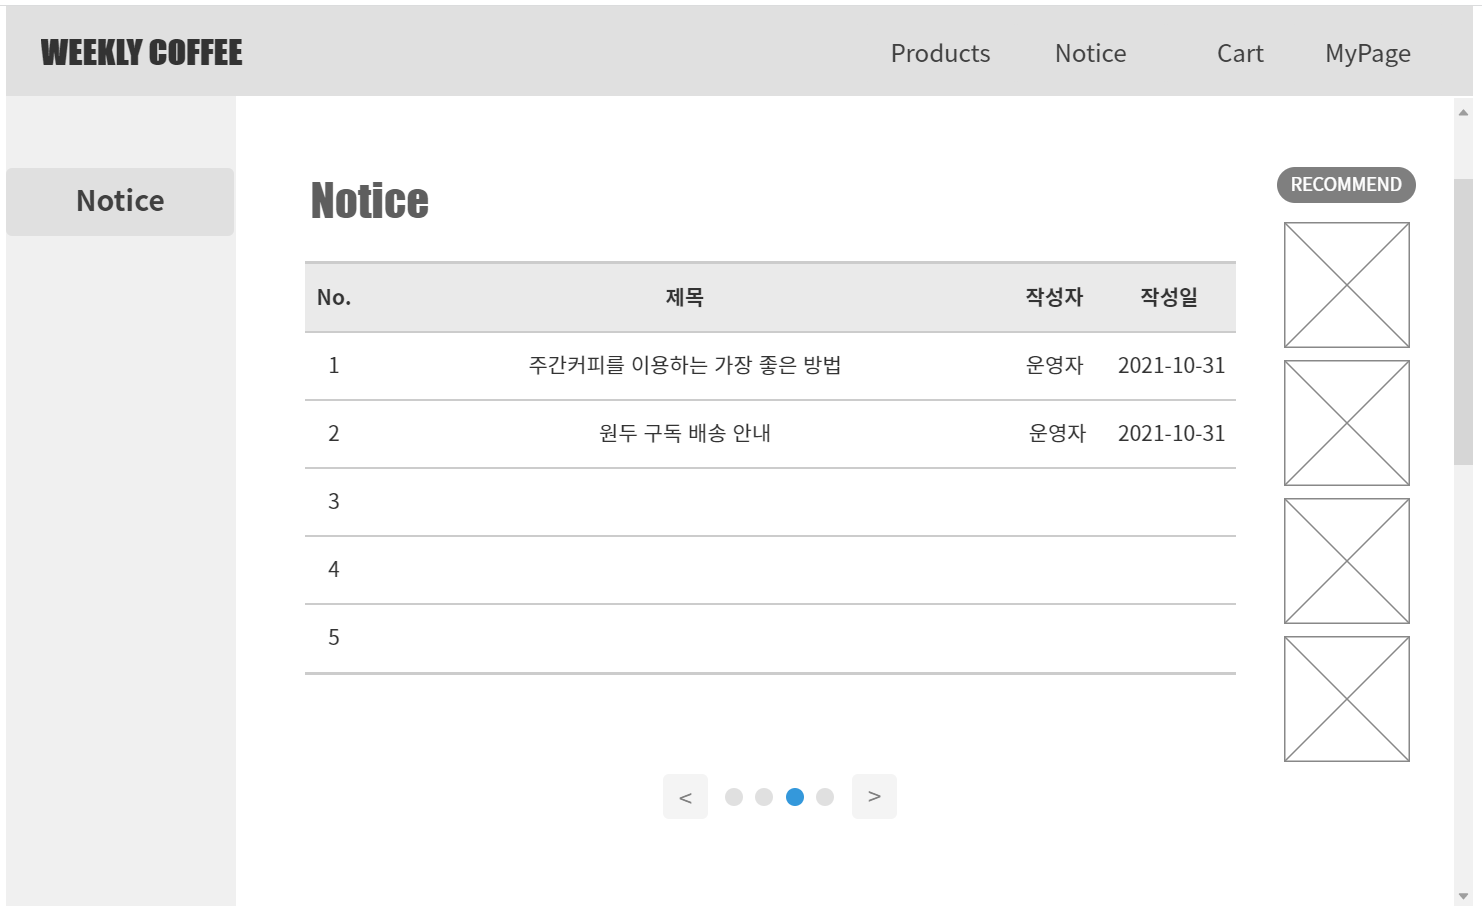 WEEKLY COFFEE Products Notice Cart MyPage
Notice
Notice
RECOMMEND
No. 제목 작성자 작성일
1 주간커피를 이용하는 가장 좋은 방법 운영자 2021-10-31
2 원두 구독 배송 안내 운영자 2021-10-31
3
4
5
< >